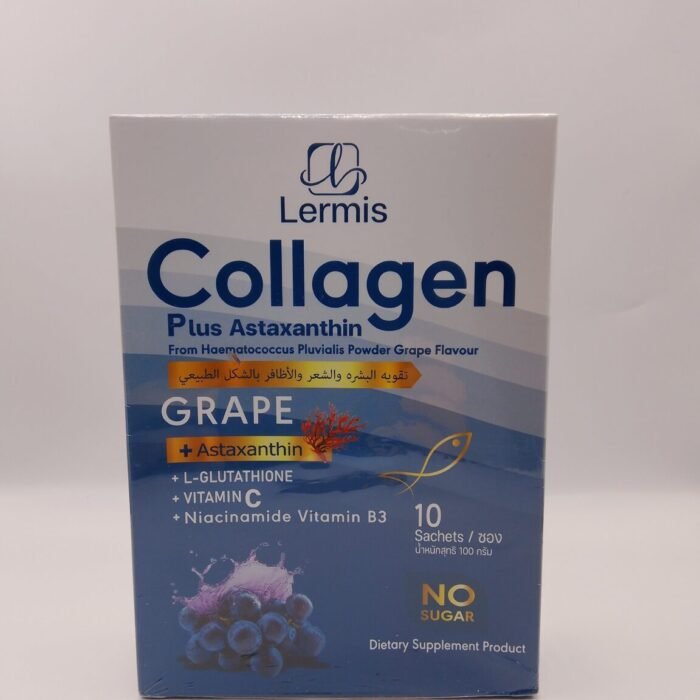 Lermis
Collagen
Plus Astaxanthin
From Haematococcus Pluvialis Powder Grape Flavour
تقويه البشره والشعر والأظافر بالشكل الطبيعي
GRAPE
+ Astaxanthin
+ L-GLUTATHIONE
+ VITAMIN C
+ Niacinamide Vitamin B3
10
Sachets / ซอง
น้ำหนักสุทธิ 100 กรัม
NO
SUGAR
Dietary Supplement Product